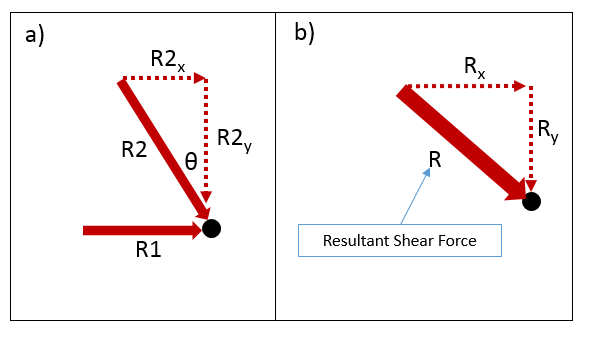 a)
R2x
R2
R2y
θ
R1
b)
Rx
Ry
R
Resultant Shear Force